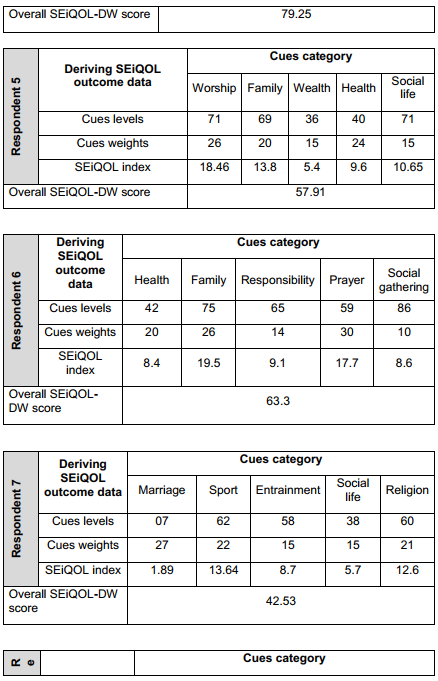 Overall SEiQOL-DW score 79.25
Respondent 5
Deriving SEiQOL outcome data
Cues category
Worship Family Wealth Health Social life
Cues levels 71 69 36 40 71
Cues weights 26 20 15 24 15
SEiQOL index 18.46 13.8 5.4 9.6 10.65
Overall SEiQOL-DW score 57.91
Respondent 6
Deriving SEiQOL outcome data
Cues category
Health Family Responsibility Prayer Social gathering
Cues levels 42 75 65 59 86
Cues weights 20 26 14 30 10
SEiQOL index 8.4 19.5 9.1 17.7 8.6
Overall SEiQOL-DW score 63.3
Respondent 7
Deriving SEiQOL outcome data
Cues category
Marriage Sport Entrainment Social life Religion
Cues levels 07 62 58 38 60
Cues weights 27 22 15 15 21
SEiQOL index 1.89 13.64 8.7 5.7 12.6
Overall SEiQOL-DW score 42.53
R e
Cues category